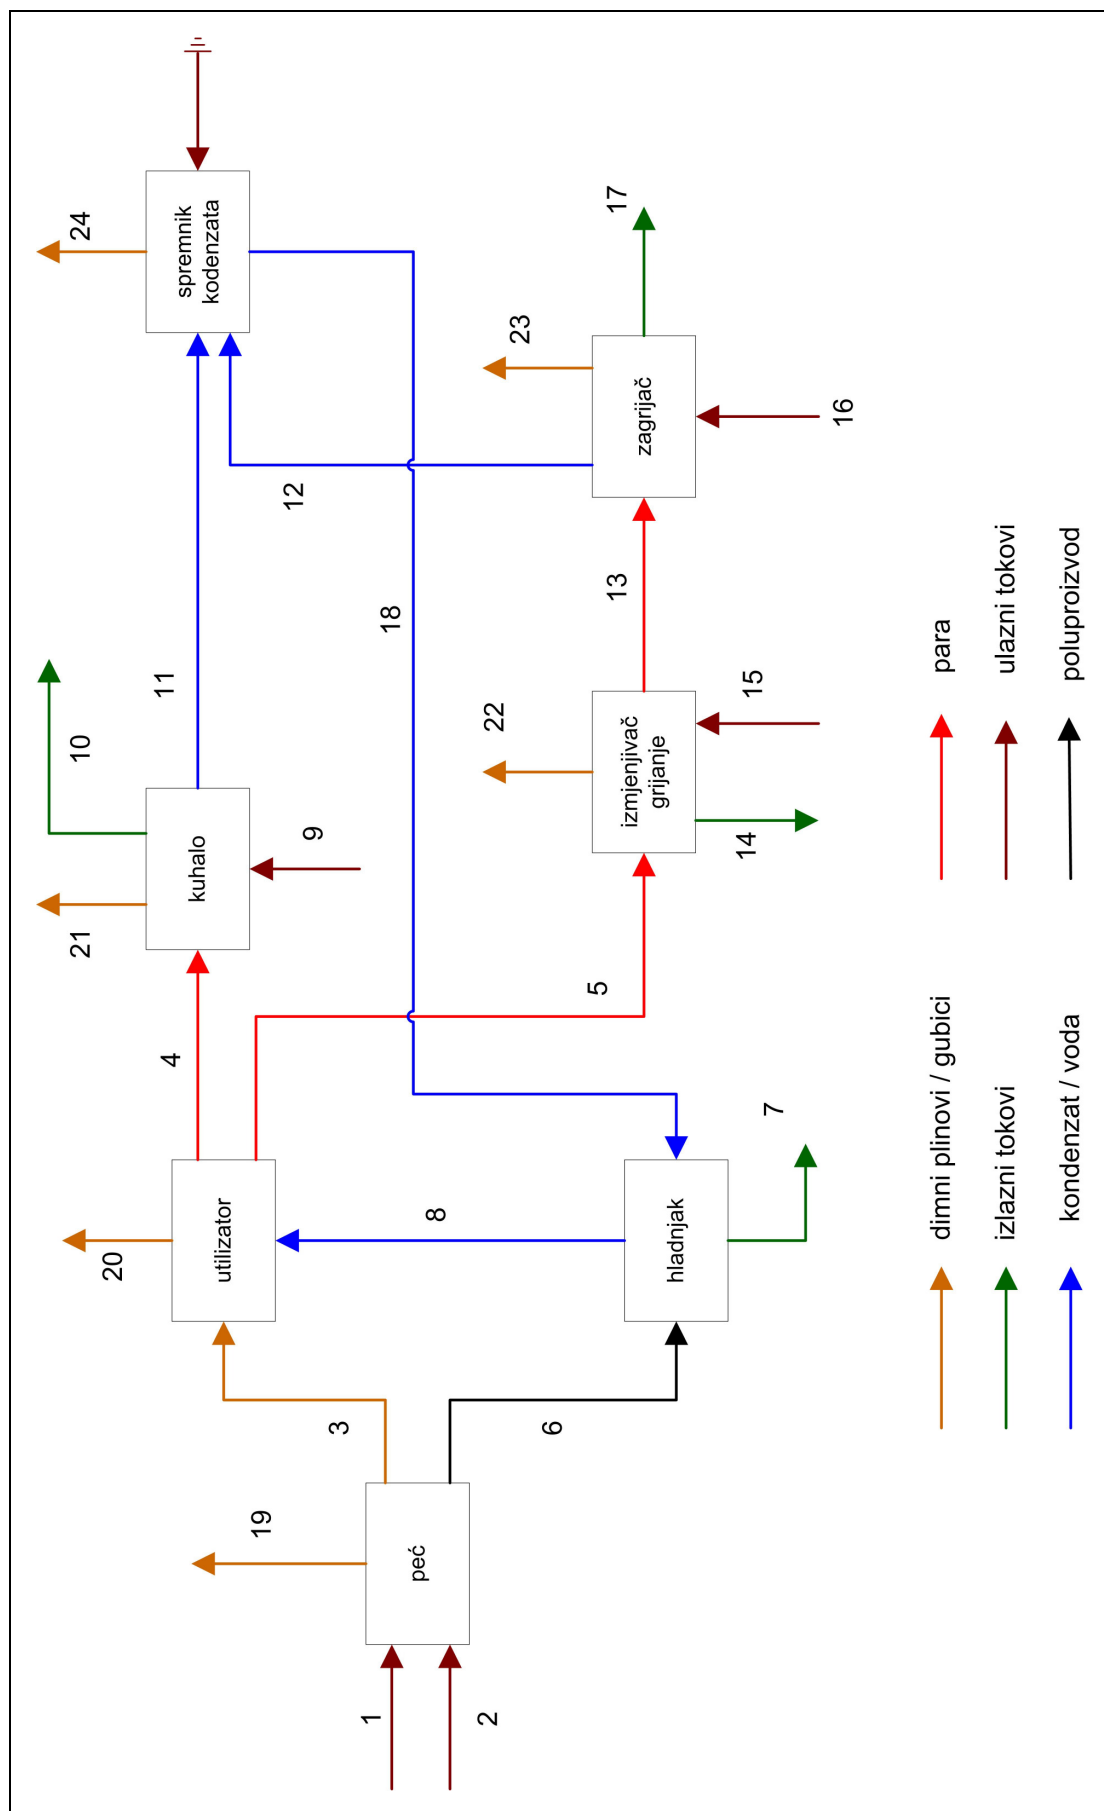 24
spremnik
kodenzata
17
23
zagrijač
16
12
18
13
11
10
kuhalo
9
21
22
izmjenjivač
grijanje
15
14
5
4
20
utilizator
8
hladnjak
7
3
6
19
peć
1
2
dimni plinovi / gubici
para
izlazni tokovi
ulazni tokovi
kondenzat / voda
poluproizvod